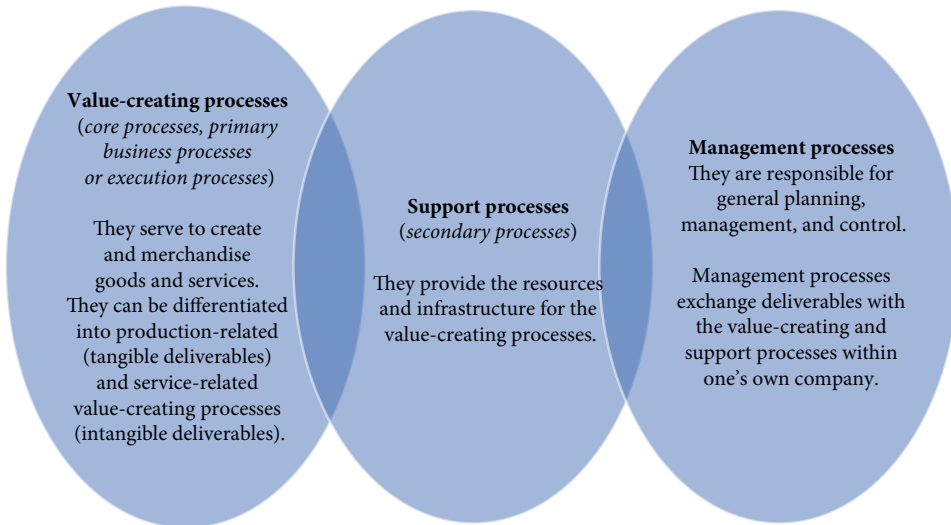 Value-creating processes
(core processes, primary
business processes
or execution processes)
They serve to create
and merchandise
goods and services.
They can be differentiated
into production-related
(tangible deliverables)
and service-related
value-creating processes
(intangible deliverables).
Support processes
(secondary processes)
They provide the resources
and infrastructure for the
value-creating processes.
Management processes
They are responsible for
general planning,
management, and control.
Management processes
exchange deliverables with
the value-creating and
support processes within
one's own company.